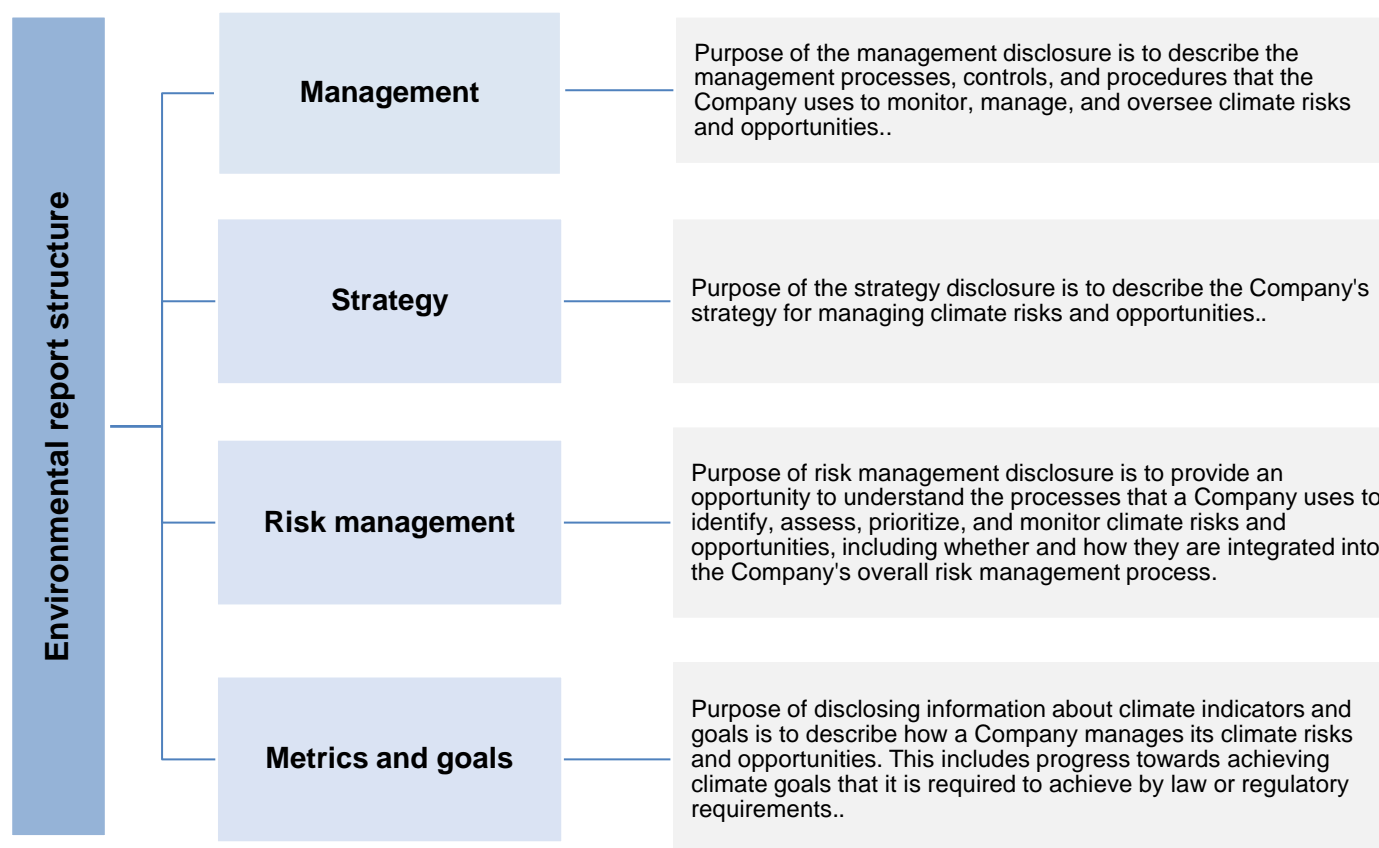 Environmental report structure
Management
Purpose of the management disclosure is to describe the
management processes, controls, and procedures that the
Company uses to monitor, manage, and oversee climate risks
and opportunities..
Strategy
Purpose of the strategy disclosure is to describe the Company's
strategy for managing climate risks and opportunities..
Risk management
Purpose of risk management disclosure is to provide an
opportunity to understand the processes that a Company uses to
identify, assess, prioritize, and monitor climate risks and
opportunities, including whether and how they are integrated into
the Company's overall risk management process.
Metrics and goals
Purpose of disclosing information about climate indicators and
goals is to describe how a Company manages its climate risks
and opportunities. This includes progress towards achieving
climate goals that it is required to achieve by law or regulatory
requirements..